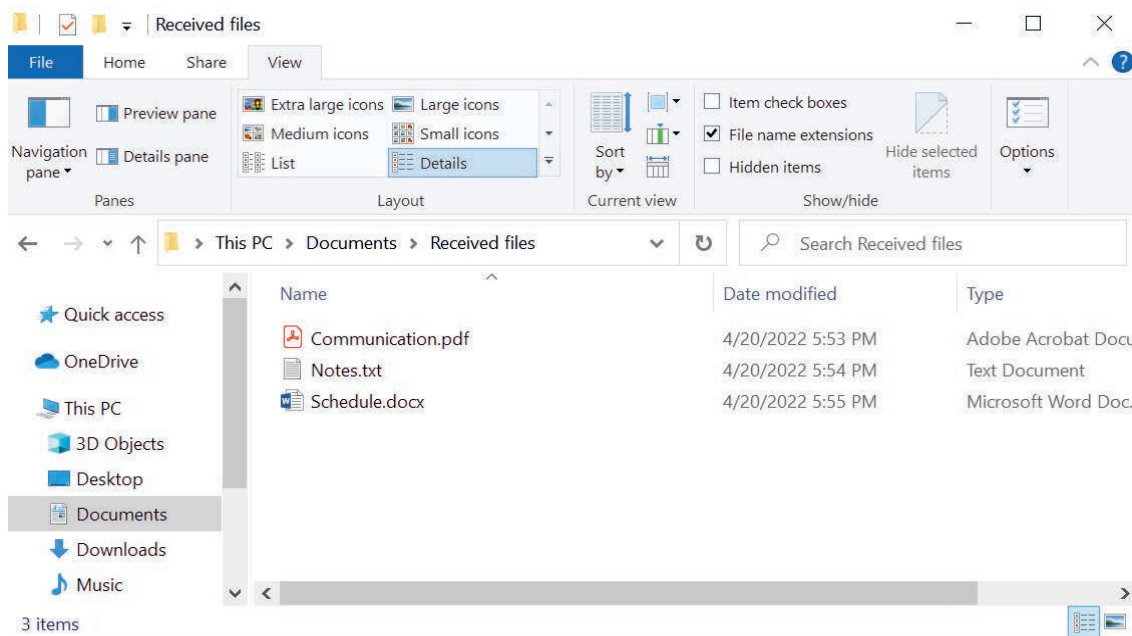 Received files
File Home Share View
?
Preview pane
Details pane
Navigation pane
Panes
Extra large icons Large icons
Medium icons Small icons
List Details
Layout
Sort by
Current view
Item check boxes
File name extensions
Hidden items
Hide selected items
Show/hide
Options
This PC > Documents > Received files
Search Received files
Quick access
OneDrive
This PC
3D Objects
Desktop
Documents
Downloads
Music
Name Date modified Type
Communication.pdf 4/20/2022 5:53 PM Adobe Acrobat Docu
Notes.txt 4/20/2022 5:54 PM Text Document
Schedule.docx 4/20/2022 5:55 PM Microsoft Word Doc.
3 items